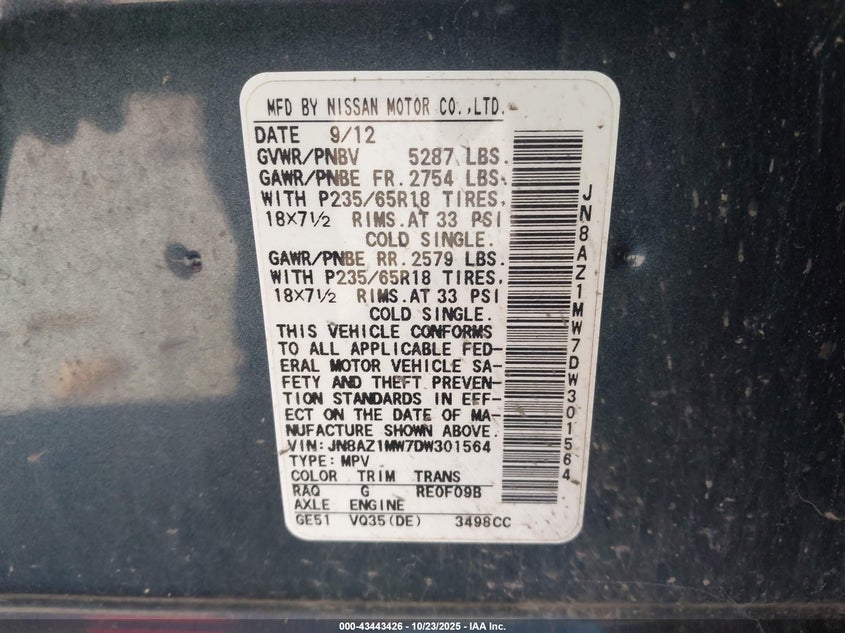 MFD BY NISSAN MOTOR CO.,LTD.
DATE 9/12
GVWR/PNBV 5287 LBS.
GAWR/PNBE FR. 2754 LBS.
WITH P235/65R18 TIRES,
18×7½ RIMS.AT 33 PSI
COLD SINGLE.
GAWR/PNBE RR. 2579 LBS.
WITH P235/65R18 TIRES,
18×7½ RIMS.AT 33 PSI
COLD SINGLE.
THIS VEHICLE CONFORMS
TO ALL APPLICABLE FED-
ERAL MOTOR VEHICLE SA-
FETY AND THEFT PREVEN-
TION STANDARDS IN EFF-
ECT ON THE DATE OF MA-
NUFACTURE SHOWN ABOVE.
VIN:JN8AZ1MW7DW301564
TYPE:MPV
COLOR TRIM TRANS
RAQ G RE0F09B
AXLE ENGINE
GE51 VQ35(DE) 3498CC
JN8AZ1MW7DW301564
000-43443426 - 10/23/2025 - IAA Inc.